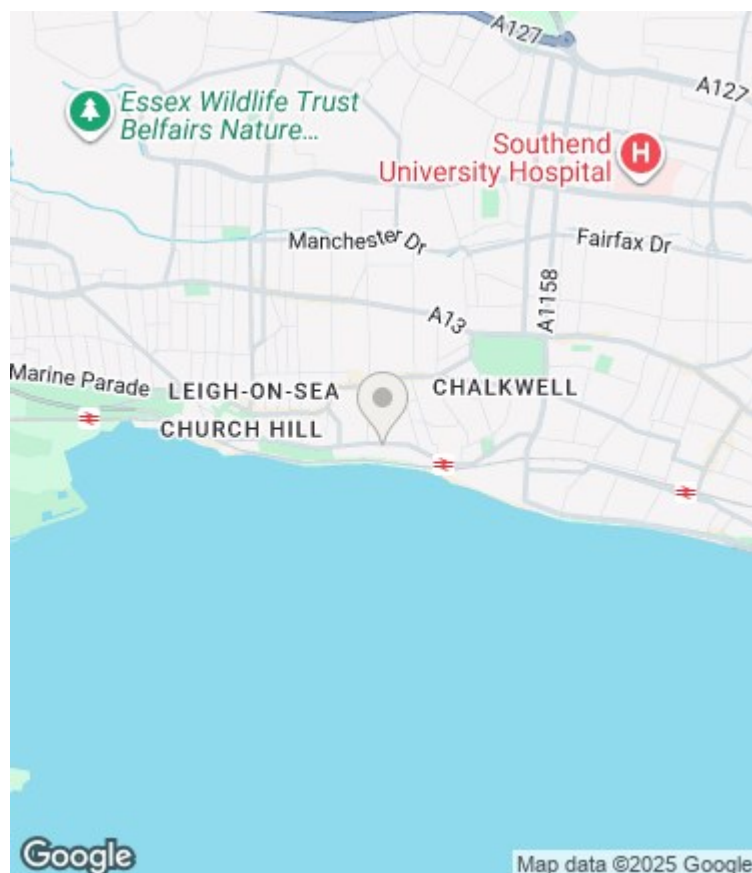 A127
A127
Essex Wildlife Trust
Belfairs Nature...
Southend
University Hospital
H
Manchester Dr
Fairfax Dr
A1158
A13
Marine Parade
LEIGH-ON-SEA
CHALKWELL
CHURCH HILL
Google
Map data ©2025 Google